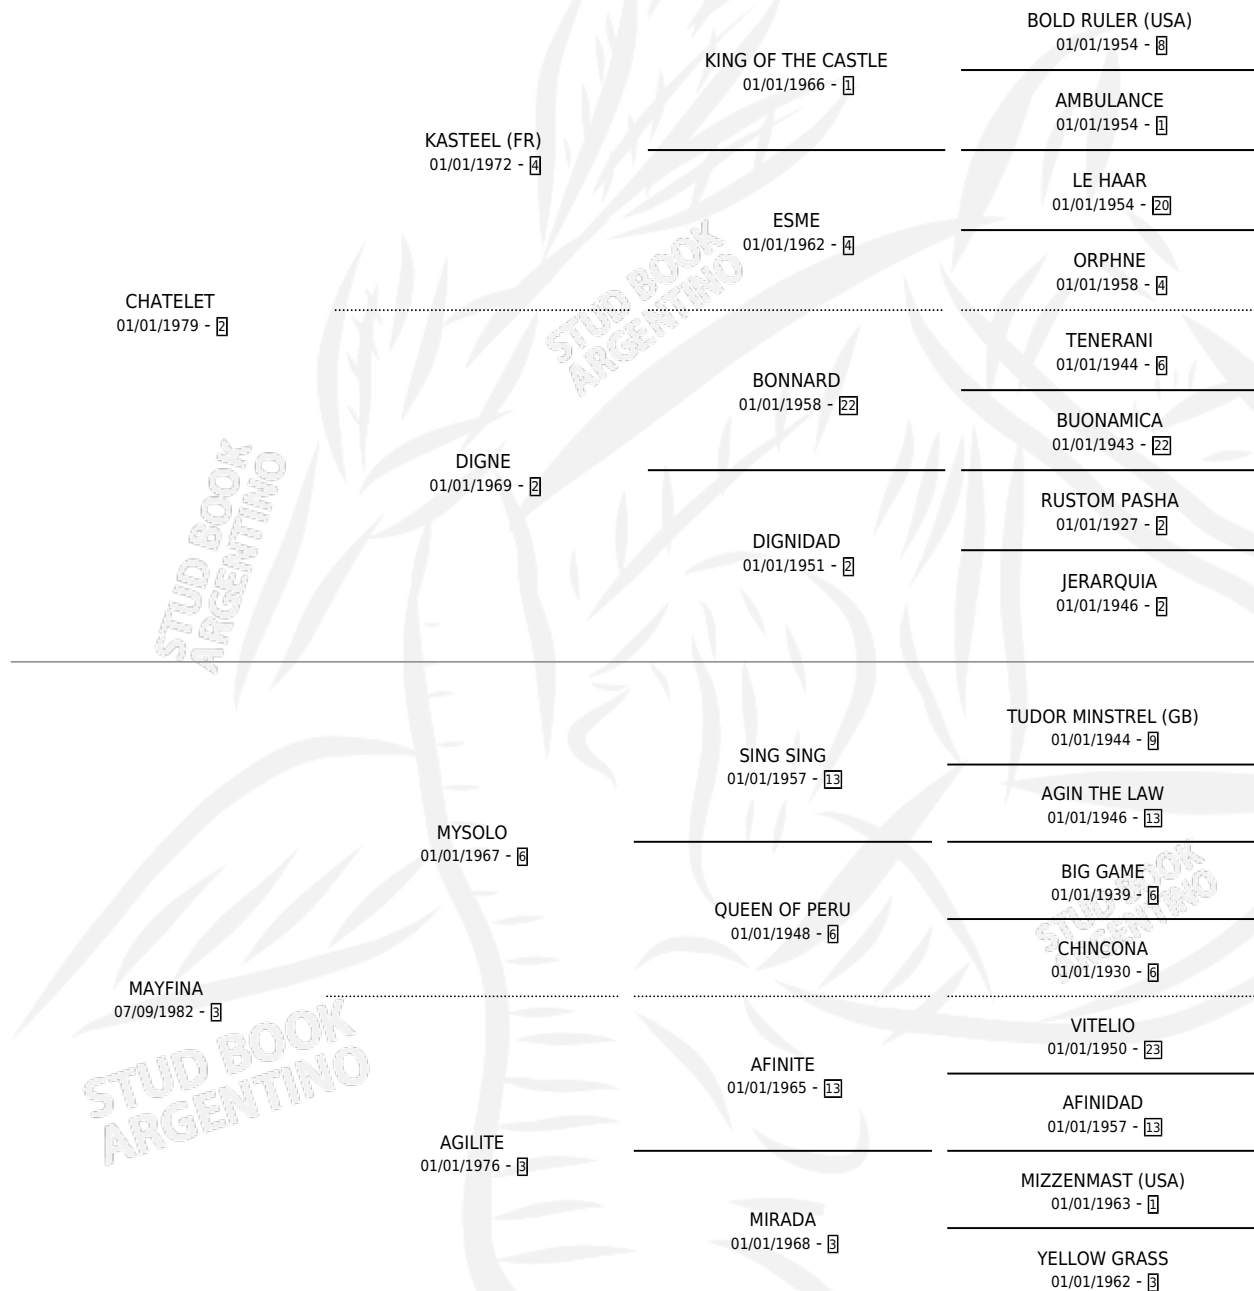 BOLD RULER (USA)
01/01/1954 - 8
KING OF THE CASTLE
01/01/1966 - 1
AMBULANCE
01/01/1954 - 1
KASTEEL (FR)
01/01/1972 - 4
LE HAAR
01/01/1954 - 20
ESME
01/01/1962 - 4
ORPHNE
01/01/1958 - 4
CHATELET
01/01/1979 - 2
TENERANI
01/01/1944 - 6
BONNARD
01/01/1958 - 22
BUONAMICA
01/01/1943 - 22
DIGNE
01/01/1969 - 2
RUSTOM PASHA
01/01/1927 - 2
DIGNIDAD
01/01/1951 - 2
JERARQUIA
01/01/1946 - 2
TUDOR MINSTREL (GB)
01/01/1944 - 9
SING SING
01/01/1957 - 13
AGIN THE LAW
01/01/1946 - 13
MYSOLO
01/01/1967 - 6
BIG GAME
01/01/1939 - 6
QUEEN OF PERU
01/01/1948 - 6
CHINCONA
01/01/1930 - 6
MAYFINA
07/09/1982 - 3
VITELIO
01/01/1950 - 23
AFINITE
01/01/1965 - 13
AFINIDAD
01/01/1957 - 13
AGILITE
01/01/1976 - 3
MIZZENMAST (USA)
01/01/1963 - 1
MIRADA
01/01/1968 - 3
YELLOW GRASS
01/01/1962 - 3
STUD BOOK
ARGENTINO
STUD BOOK
ARGENTINO
STUD BOOK
ARGENTINO
STUD BOOK
ARGENTINO